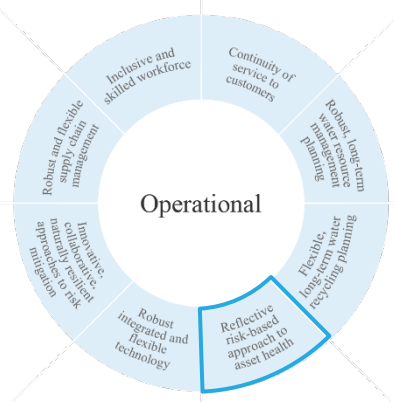 Operational
Continuity of
service to
customers
Robust, long-term
water resource
management
planning
Flexible,
long-term water
recycling planning
Reflective
risk-based
approach to
asset health
Robust
integrated and
flexible
technology
Innovative,
collaborative,
naturally resilient
approaches to risk
mitigation
Robust and flexible
supply chain
management
Inclusive and
skilled workforce